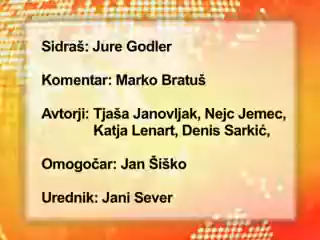 Sidraš: Jure Godler
Komentar: Marko Bratuš
Avtorji: Tjaša Janovljak, Nejc Jemec,
Katja Lenart, Denis Sarkić,
Omogočar: Jan Šiško
Urednik: Jani Sever